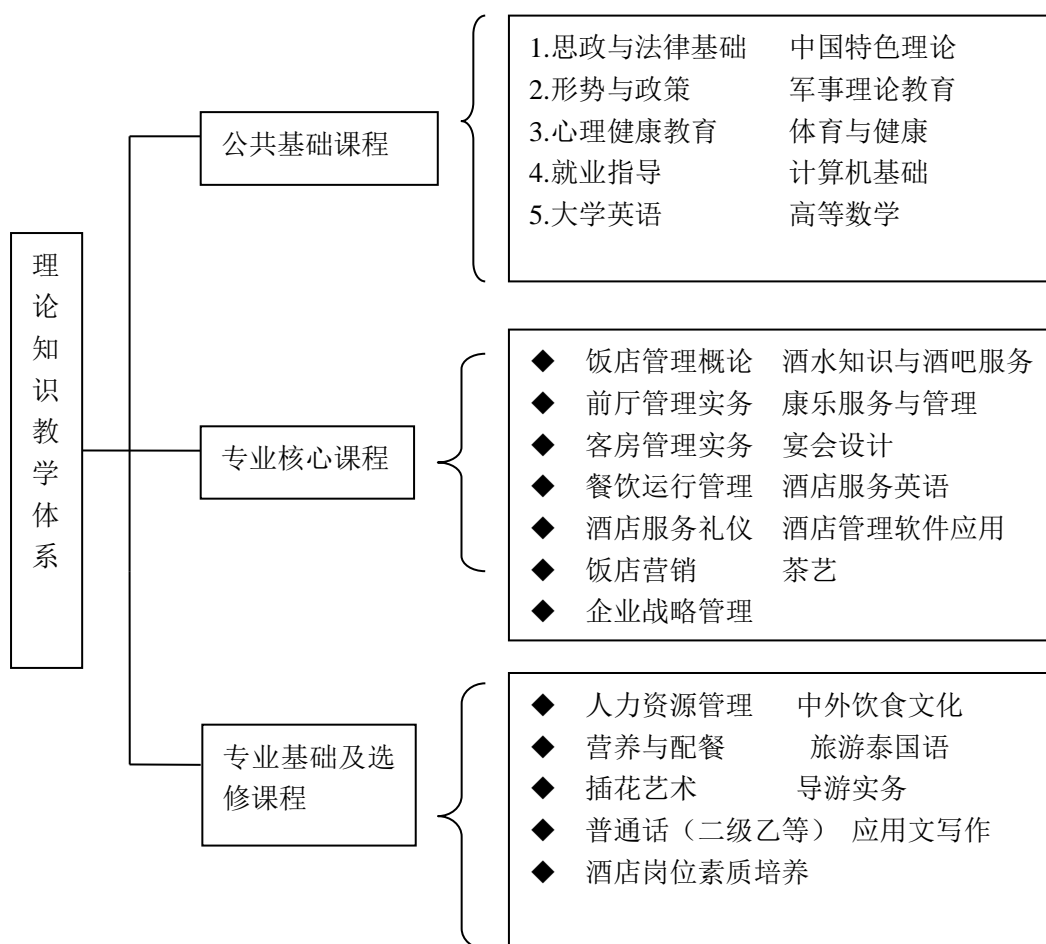 理论知识教学体系
公共基础课程
1.思政与法律基础 中国特色理论
2.形势与政策 军事理论教育
3.心理健康教育 体育与健康
4.就业指导 计算机基础
5.大学英语 高等数学
专业核心课程
◆ 饭店管理概论 酒水知识与酒吧服务
◆ 前厅管理实务 康乐服务与管理
◆ 客房管理实务 宴会设计
◆ 餐饮运行管理 酒店服务英语
◆ 酒店服务礼仪 酒店管理软件应用
◆ 饭店营销 茶艺
◆ 企业战略管理
专业基础及选
修课程
◆ 人力资源管理 中外饮食文化
◆ 营养与配餐 旅游泰国语
◆ 插花艺术 导游实务
◆ 普通话（二级乙等） 应用文写作
◆ 酒店岗位素质培养